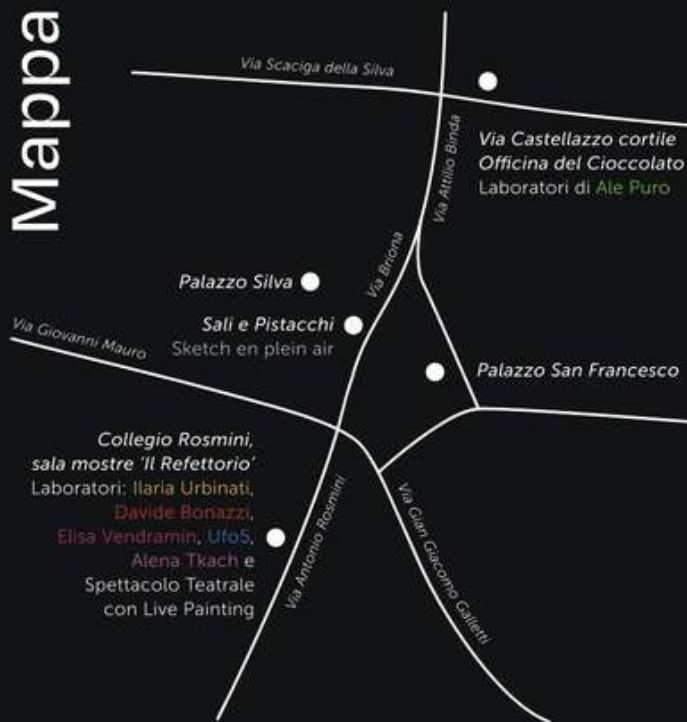 Mappa
Via Scaciga della Silva
Via Attilio Binda
Via Castellazzo cortile
Officina del Cioccolato
Laboratori di Ale Puro
Via Briona
Palazzo Silva
Sali e Pistacchi
Sketch en plein air
Via Giovanni Mauro
Palazzo San Francesco
Collegio Rosmini,
sala mostre 'Il Refettorio'
Laboratori: Ilaria Urbinati,
Davide Bonazzi,
Elisa Vendramin, Ufo5,
Alena Tkach e
Spettacolo Teatrale
con Live Painting
Via Antonio Rosmini
Via Gian Giacomo Galletti